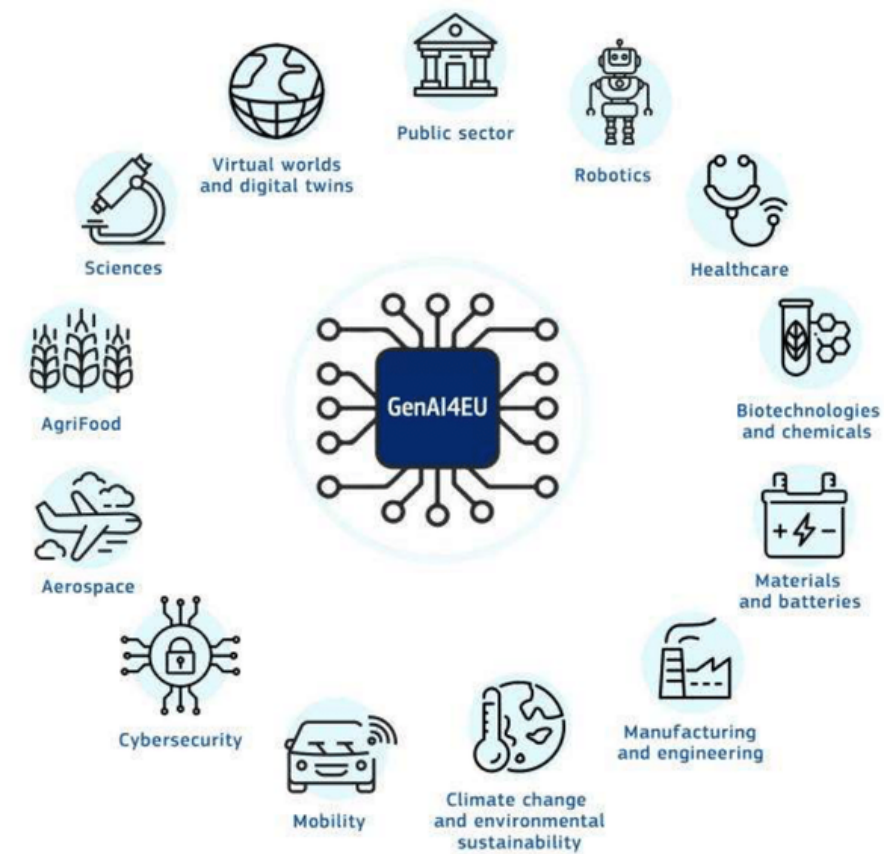 Public sector
Robotics
Virtual worlds
and digital twins
Sciences
Healthcare
AgriFood
GenAI4EU
Biotechnologies
and chemicals
Aerospace
Materials
and batteries
Cybersecurity
Manufacturing
and engineering
Mobility
Climate change
and environmental
sustainability